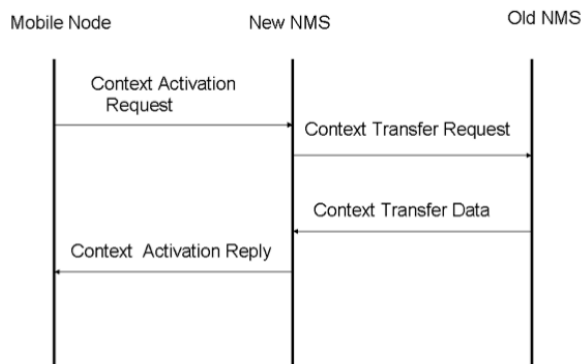 Mobile Node
New NMS
Old NMS
Context Activation
Request
Context Transfer Request
Context Transfer Data
Context Activation Reply